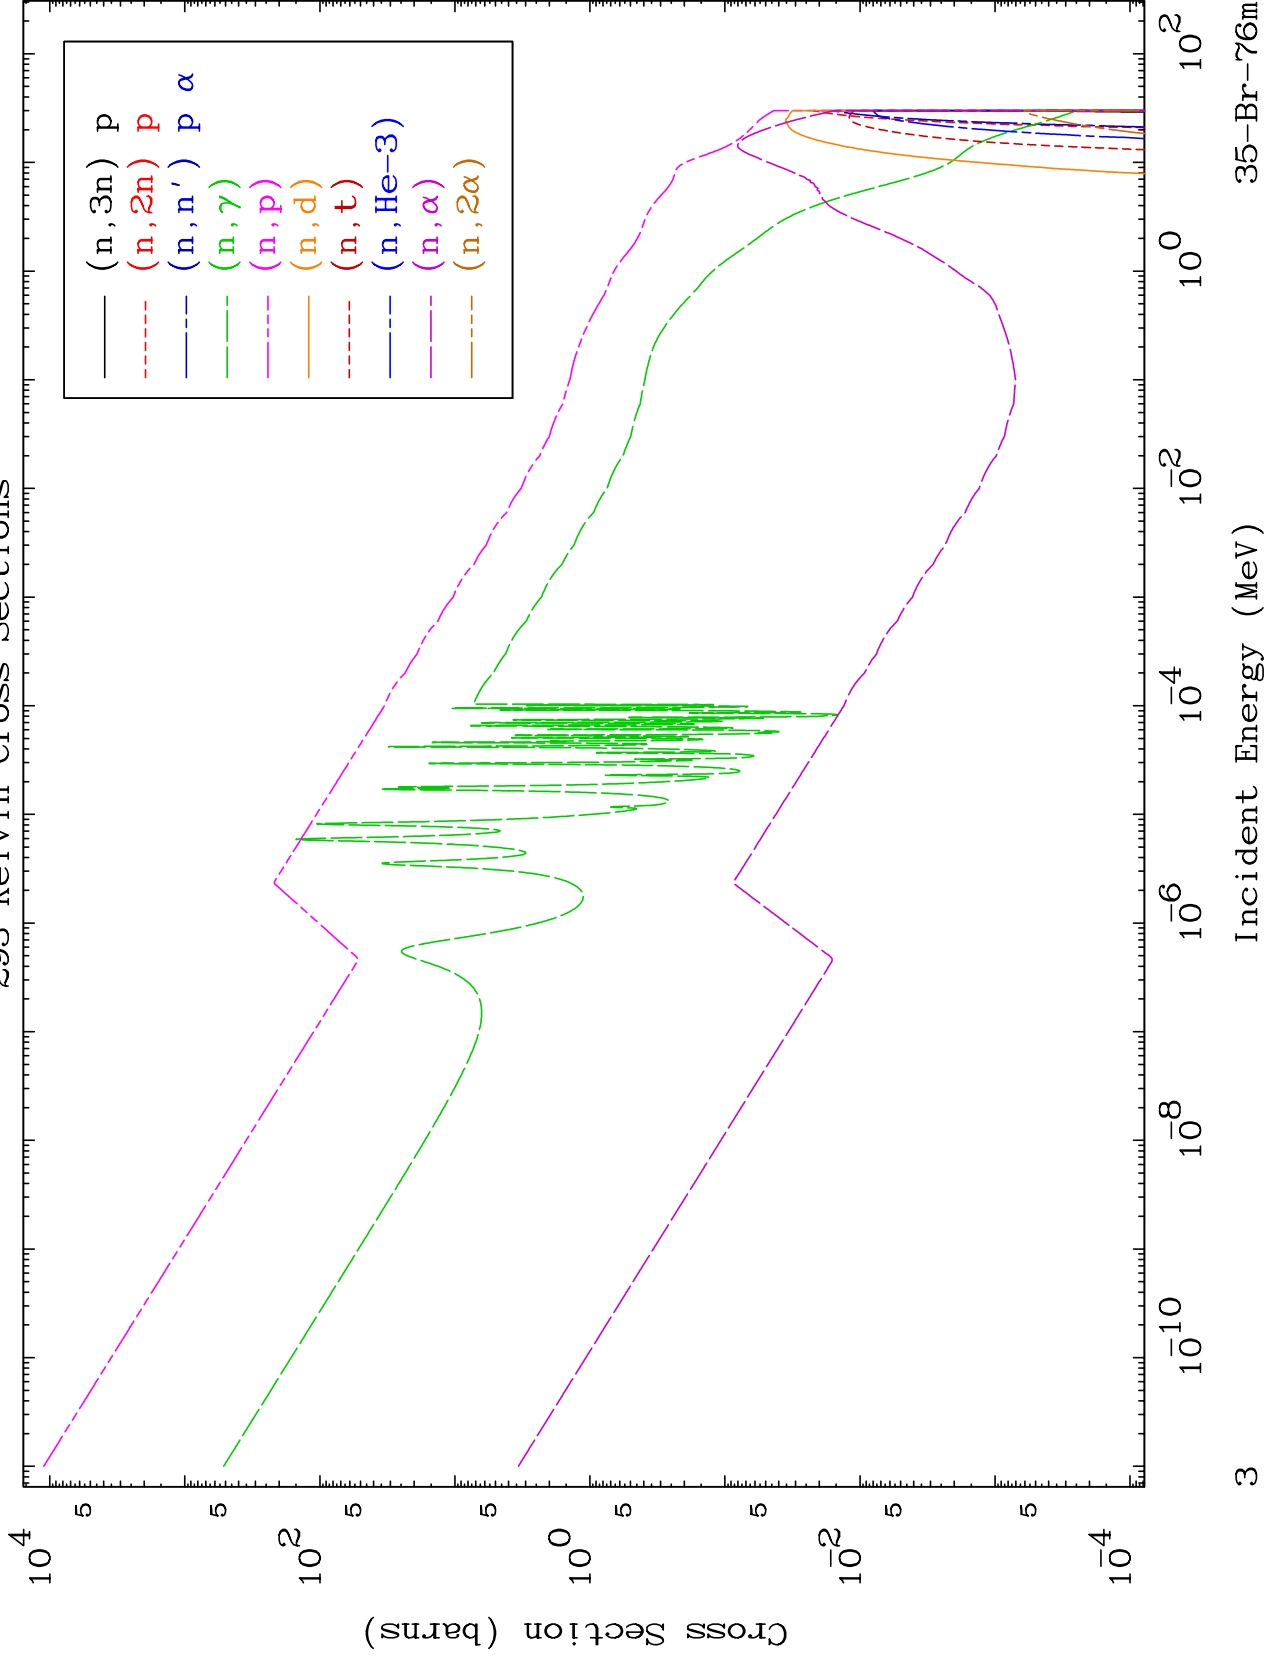 293 Kelvin Cross Sections
(n,3n) p
(n,2n) p
(n,n') p α
(n,γ)
(n,p)
(n,d)
(n,t)
(n,He-3)
(n,α)
(n,2α)
Cross Section (barns)
10^4
5
5
10^2
5
5
10^0
5
5
10^-2
5
5
10^-4
10^-10
10^-8
10^-6
10^-4
10^-2
10^0
10^2
Incident Energy (MeV)
3
35-Br-76m